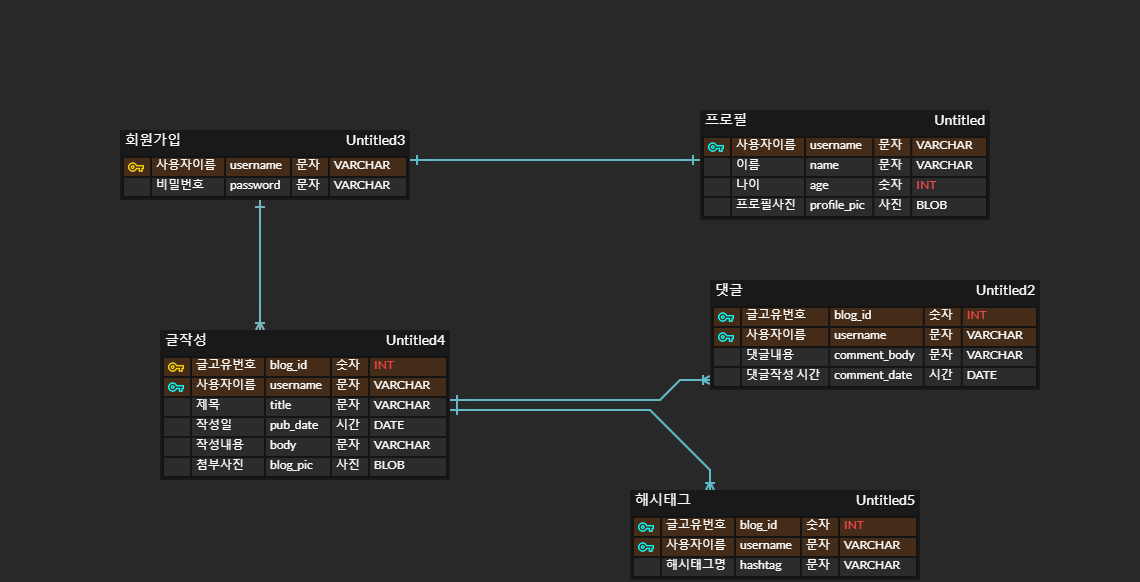 회원가입 Untitled3
사용자이름 username 문자 VARCHAR
비밀번호 password 문자 VARCHAR
프로필 Untitled
사용자이름 username 문자 VARCHAR
이름 name 문자 VARCHAR
나이 age 숫자 INT
프로필사진 profile_pic 사진 BLOB
댓글 Untitled2
글고유번호 blog_id 숫자 INT
사용자이름 username 문자 VARCHAR
댓글내용 comment_body 문자 VARCHAR
댓글작성 시간 comment_date 시간 DATE
글작성 Untitled4
글고유번호 blog_id 숫자 INT
사용자이름 username 문자 VARCHAR
제목 title 문자 VARCHAR
작성일 pub_date 시간 DATE
작성내용 body 문자 VARCHAR
첨부사진 blog_pic 사진 BLOB
해시태그 Untitled5
글고유번호 blog_id 숫자 INT
사용자이름 username 문자 VARCHAR
해시태그명 hashtag 문자 VARCHAR